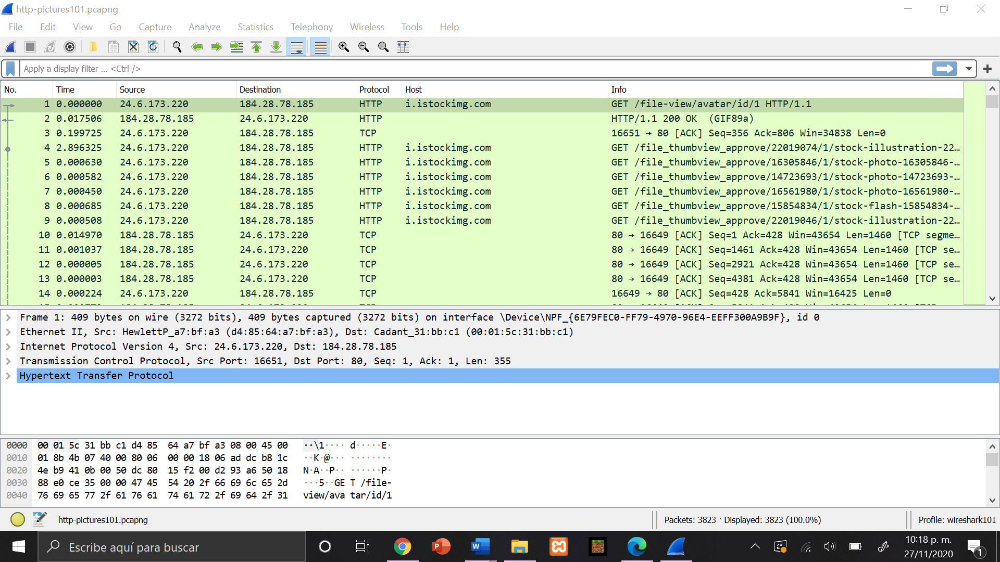 http-pictures101.pcapng
File Edit View Go Capture Analyze Statistics Telephony Wireless Tools Help
Apply a display filter ... <Ctrl-/>
No. Time Source Destination Protocol Host Info
1 0.000000 24.6.173.220 184.28.78.185 HTTP i.istockimg.com GET /file-view/avatar/id/1 HTTP/1.1
2 0.017506 184.28.78.185 24.6.173.220 HTTP HTTP/1.1 200 OK (GIF89a)
3 0.199725 24.6.173.220 184.28.78.185 TCP 16651 → 80 [ACK] Seq=356 Ack=806 Win=34838 Len=0
4 2.896325 24.6.173.220 184.28.78.185 HTTP i.istockimg.com GET /file_thumbview_approve/22019074/1/stock-illustration-22…
5 0.000630 24.6.173.220 184.28.78.185 HTTP i.istockimg.com GET /file_thumbview_approve/16305846/1/stock-photo-16305846-…
6 0.000582 24.6.173.220 184.28.78.185 HTTP i.istockimg.com GET /file_thumbview_approve/14723693/1/stock-photo-14723693-…
7 0.000450 24.6.173.220 184.28.78.185 HTTP i.istockimg.com GET /file_thumbview_approve/16561980/1/stock-photo-16561980-…
8 0.000685 24.6.173.220 184.28.78.185 HTTP i.istockimg.com GET /file_thumbview_approve/15854834/1/stock-flash-15854834-…
9 0.000508 24.6.173.220 184.28.78.185 HTTP i.istockimg.com GET /file_thumbview_approve/22019046/1/stock-illustration-22…
10 0.014970 184.28.78.185 24.6.173.220 TCP 80 → 16649 [ACK] Seq=1 Ack=428 Win=43654 Len=1460 [TCP segme…
11 0.001037 184.28.78.185 24.6.173.220 TCP 80 → 16649 [ACK] Seq=1461 Ack=428 Win=43654 Len=1460 [TCP se…
12 0.000005 184.28.78.185 24.6.173.220 TCP 80 → 16649 [ACK] Seq=2921 Ack=428 Win=43654 Len=1460 [TCP se…
13 0.000003 184.28.78.185 24.6.173.220 TCP 80 → 16649 [ACK] Seq=4381 Ack=428 Win=43654 Len=1460 [TCP se…
14 0.000224 24.6.173.220 184.28.78.185 TCP 16649 → 80 [ACK] Seq=428 Ack=5841 Win=16425 Len=0
Frame 1: 409 bytes on wire (3272 bits), 409 bytes captured (3272 bits) on interface \Device\NPF_{6E79FEC0-FF79-4970-96E4-EEFF300A9B9F}, id 0
Ethernet II, Src: HewlettP_a7:bf:a3 (d4:85:64:a7:bf:a3), Dst: Cadant_31:bb:c1 (00:01:5c:31:bb:c1)
Internet Protocol Version 4, Src: 24.6.173.220, Dst: 184.28.78.185
Transmission Control Protocol, Src Port: 16651, Dst Port: 80, Seq: 1, Ack: 1, Len: 355
Hypertext Transfer Protocol
0000 00 01 5c 31 bb c1 d4 85 64 a7 bf a3 08 00 45 00 ··\1···· d·····E·
0010 01 8b 4b 07 40 00 80 06 00 00 18 06 ad dc b8 1c ··K·@··· ········
0020 4e b9 41 0b 00 50 dc 80 15 f2 00 d2 93 a6 50 18 N·A··P·· ······P·
0030 88 e0 ce 35 00 00 47 45 54 20 2f 66 69 6c 65 2d ···5··GE T /file-
0040 76 69 65 77 2f 61 76 61 74 61 72 2f 69 64 2f 31 view/ava tar/id/1
http-pictures101.pcapng Packets: 3823 · Displayed: 3823 (100.0%) Profile: wireshark101
Escribe aquí para buscar
10:18 p. m.
27/11/2020
1